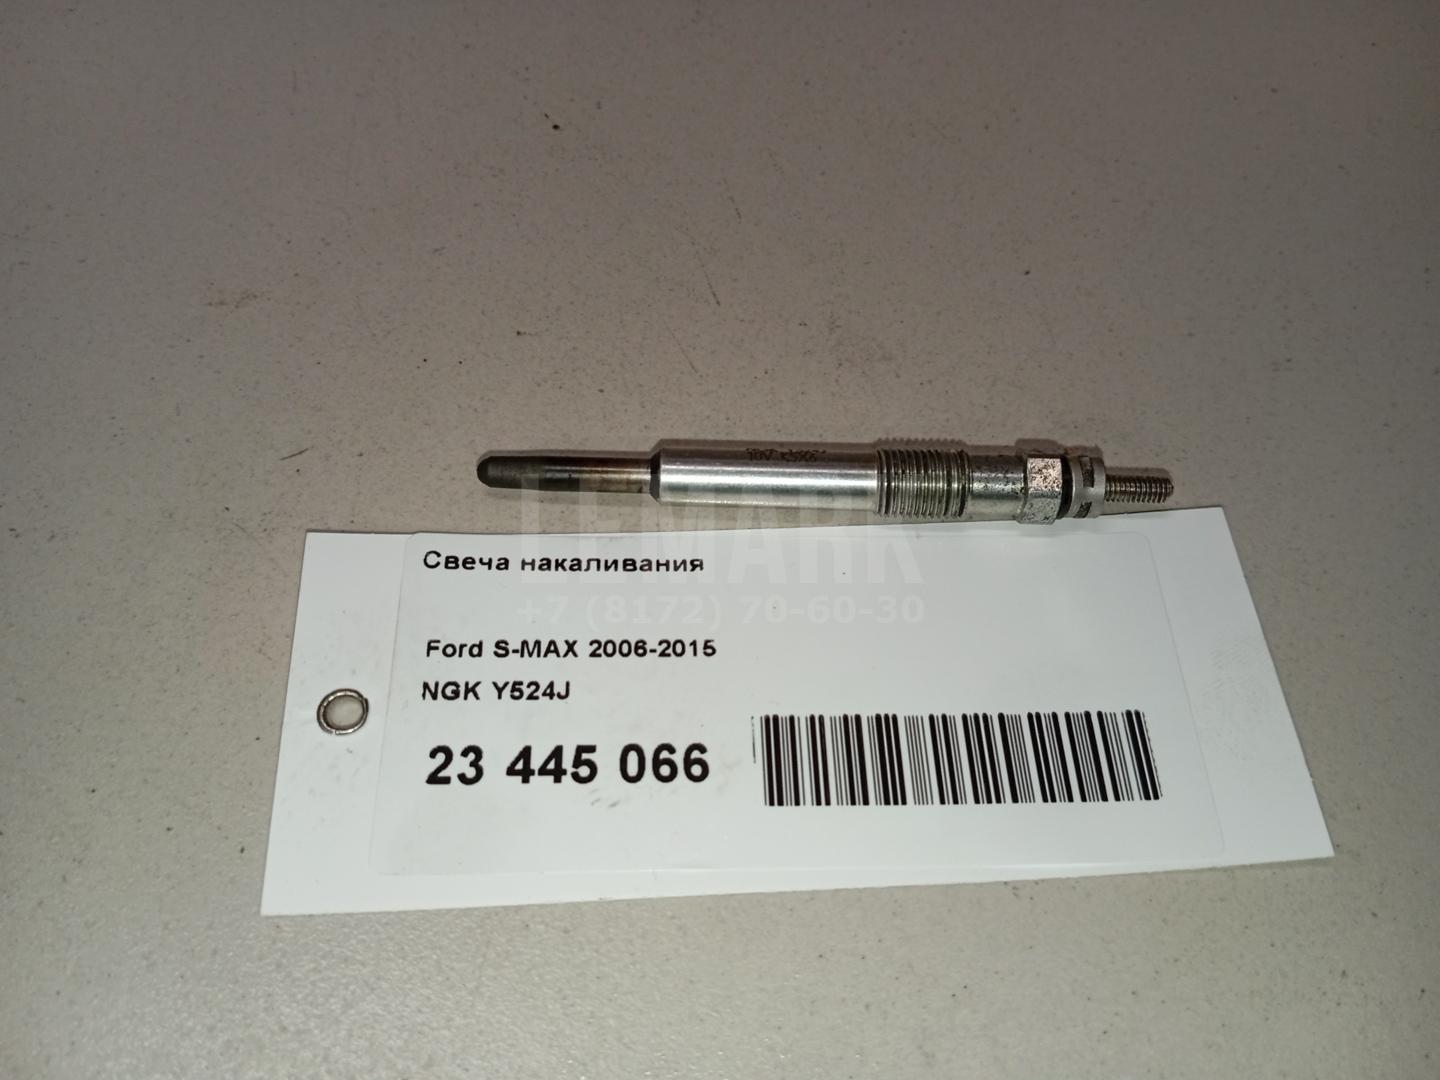 Свеча накаливания
LEMARK
+7 (8172) 70-60-30
Ford S-MAX 2006-2015
NGK Y524J
23 445 066